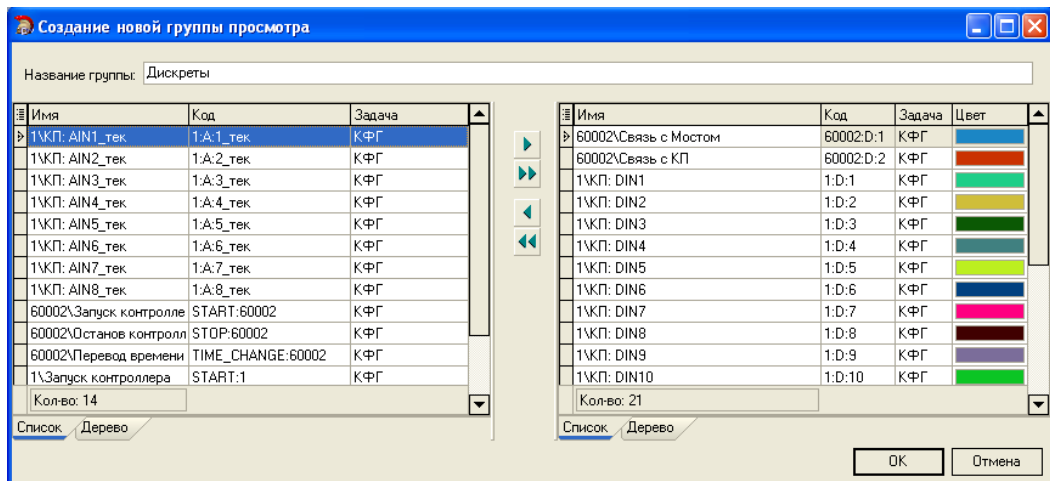 Создание новой группы просмотра
Название группы: Дискреты
Имя Код Задача
1\КП: AIN1_тек 1:A:1_тек КФГ
1\КП: AIN2_тек 1:A:2_тек КФГ
1\КП: AIN3_тек 1:A:3_тек КФГ
1\КП: AIN4_тек 1:A:4_тек КФГ
1\КП: AIN5_тек 1:A:5_тек КФГ
1\КП: AIN6_тек 1:A:6_тек КФГ
1\КП: AIN7_тек 1:A:7_тек КФГ
1\КП: AIN8_тек 1:A:8_тек КФГ
60002\Запуск контролле START:60002 КФГ
60002\Останов контролл STOP:60002 КФГ
60002\Перевод времени TIME_CHANGE:60002 КФГ
1\Запуск контроллера START:1 КФГ
Кол-во: 14
Список Дерево
Имя Код Задача Цвет
60002\Связь с Мостом 60002:D:1 КФГ
60002\Связь с КП 60002:D:2 КФГ
1\КП: DIN1 1:D:1 КФГ
1\КП: DIN2 1:D:2 КФГ
1\КП: DIN3 1:D:3 КФГ
1\КП: DIN4 1:D:4 КФГ
1\КП: DIN5 1:D:5 КФГ
1\КП: DIN6 1:D:6 КФГ
1\КП: DIN7 1:D:7 КФГ
1\КП: DIN8 1:D:8 КФГ
1\КП: DIN9 1:D:9 КФГ
1\КП: DIN10 1:D:10 КФГ
Кол-во: 21
Список Дерево
OK Отмена